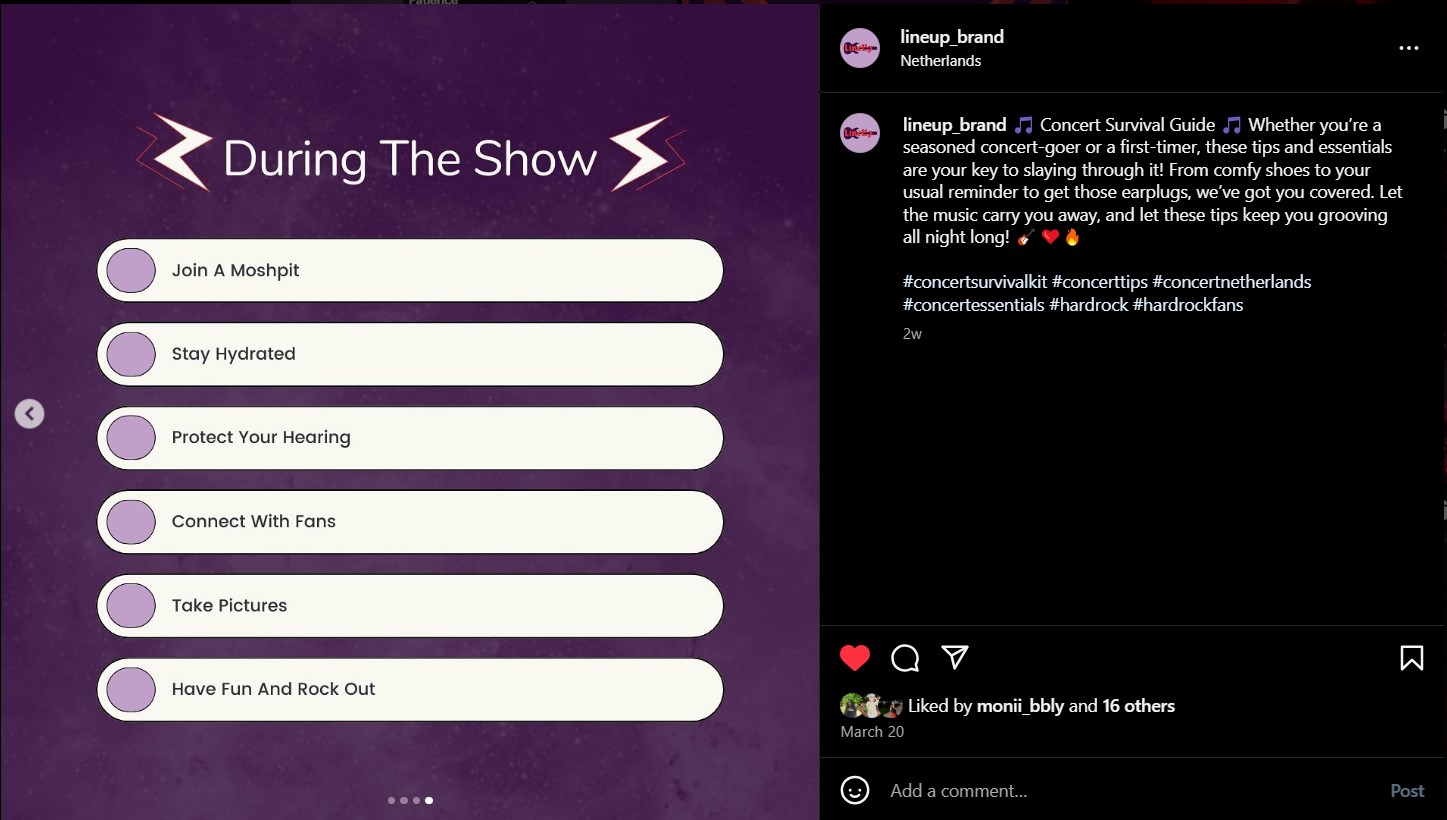 Patience
During The Show
Join A Moshpit
Stay Hydrated
Protect Your Hearing
Connect With Fans
Take Pictures
Have Fun And Rock Out
lineup_brand
Netherlands
lineup_brand 🎵 Concert Survival Guide 🎵 Whether you’re a
seasoned concert-goer or a first-timer, these tips and essentials
are your key to slaying through it! From comfy shoes to your
usual reminder to get those earplugs, we’ve got you covered. Let
the music carry you away, and let these tips keep you grooving
all night long! 🎸 ❤️ 🔥
#concertsurvivalkit #concerttips #concertnetherlands
#concertessentials #hardrock #hardrockfans
2w
Liked by monii_bbly and 16 others
March 20
Add a comment...
Post